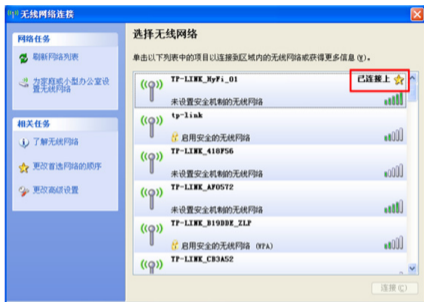 无线网络连接
网络任务
刷新网络列表
为家庭或小型办公室设
置无线网络
相关任务
了解无线网络
更改首选网络的顺序
更改高级设置
选择无线网络
单击以下列表中的项目以连接到区域内的无线网络或获得更多信息(W)。
TP-LINK_HyFi_01
已连接上
未设置安全机制的无线网络
tp-link
启用安全的无线网络
TP-LINK_410F56
未设置安全机制的无线网络
TP-LINK_AF0572
未设置安全机制的无线网络
TP-LINK_B19DBE_ZLP
启用安全的无线网络 (WPA)
TP-LINK_CB3A52
连接(C)